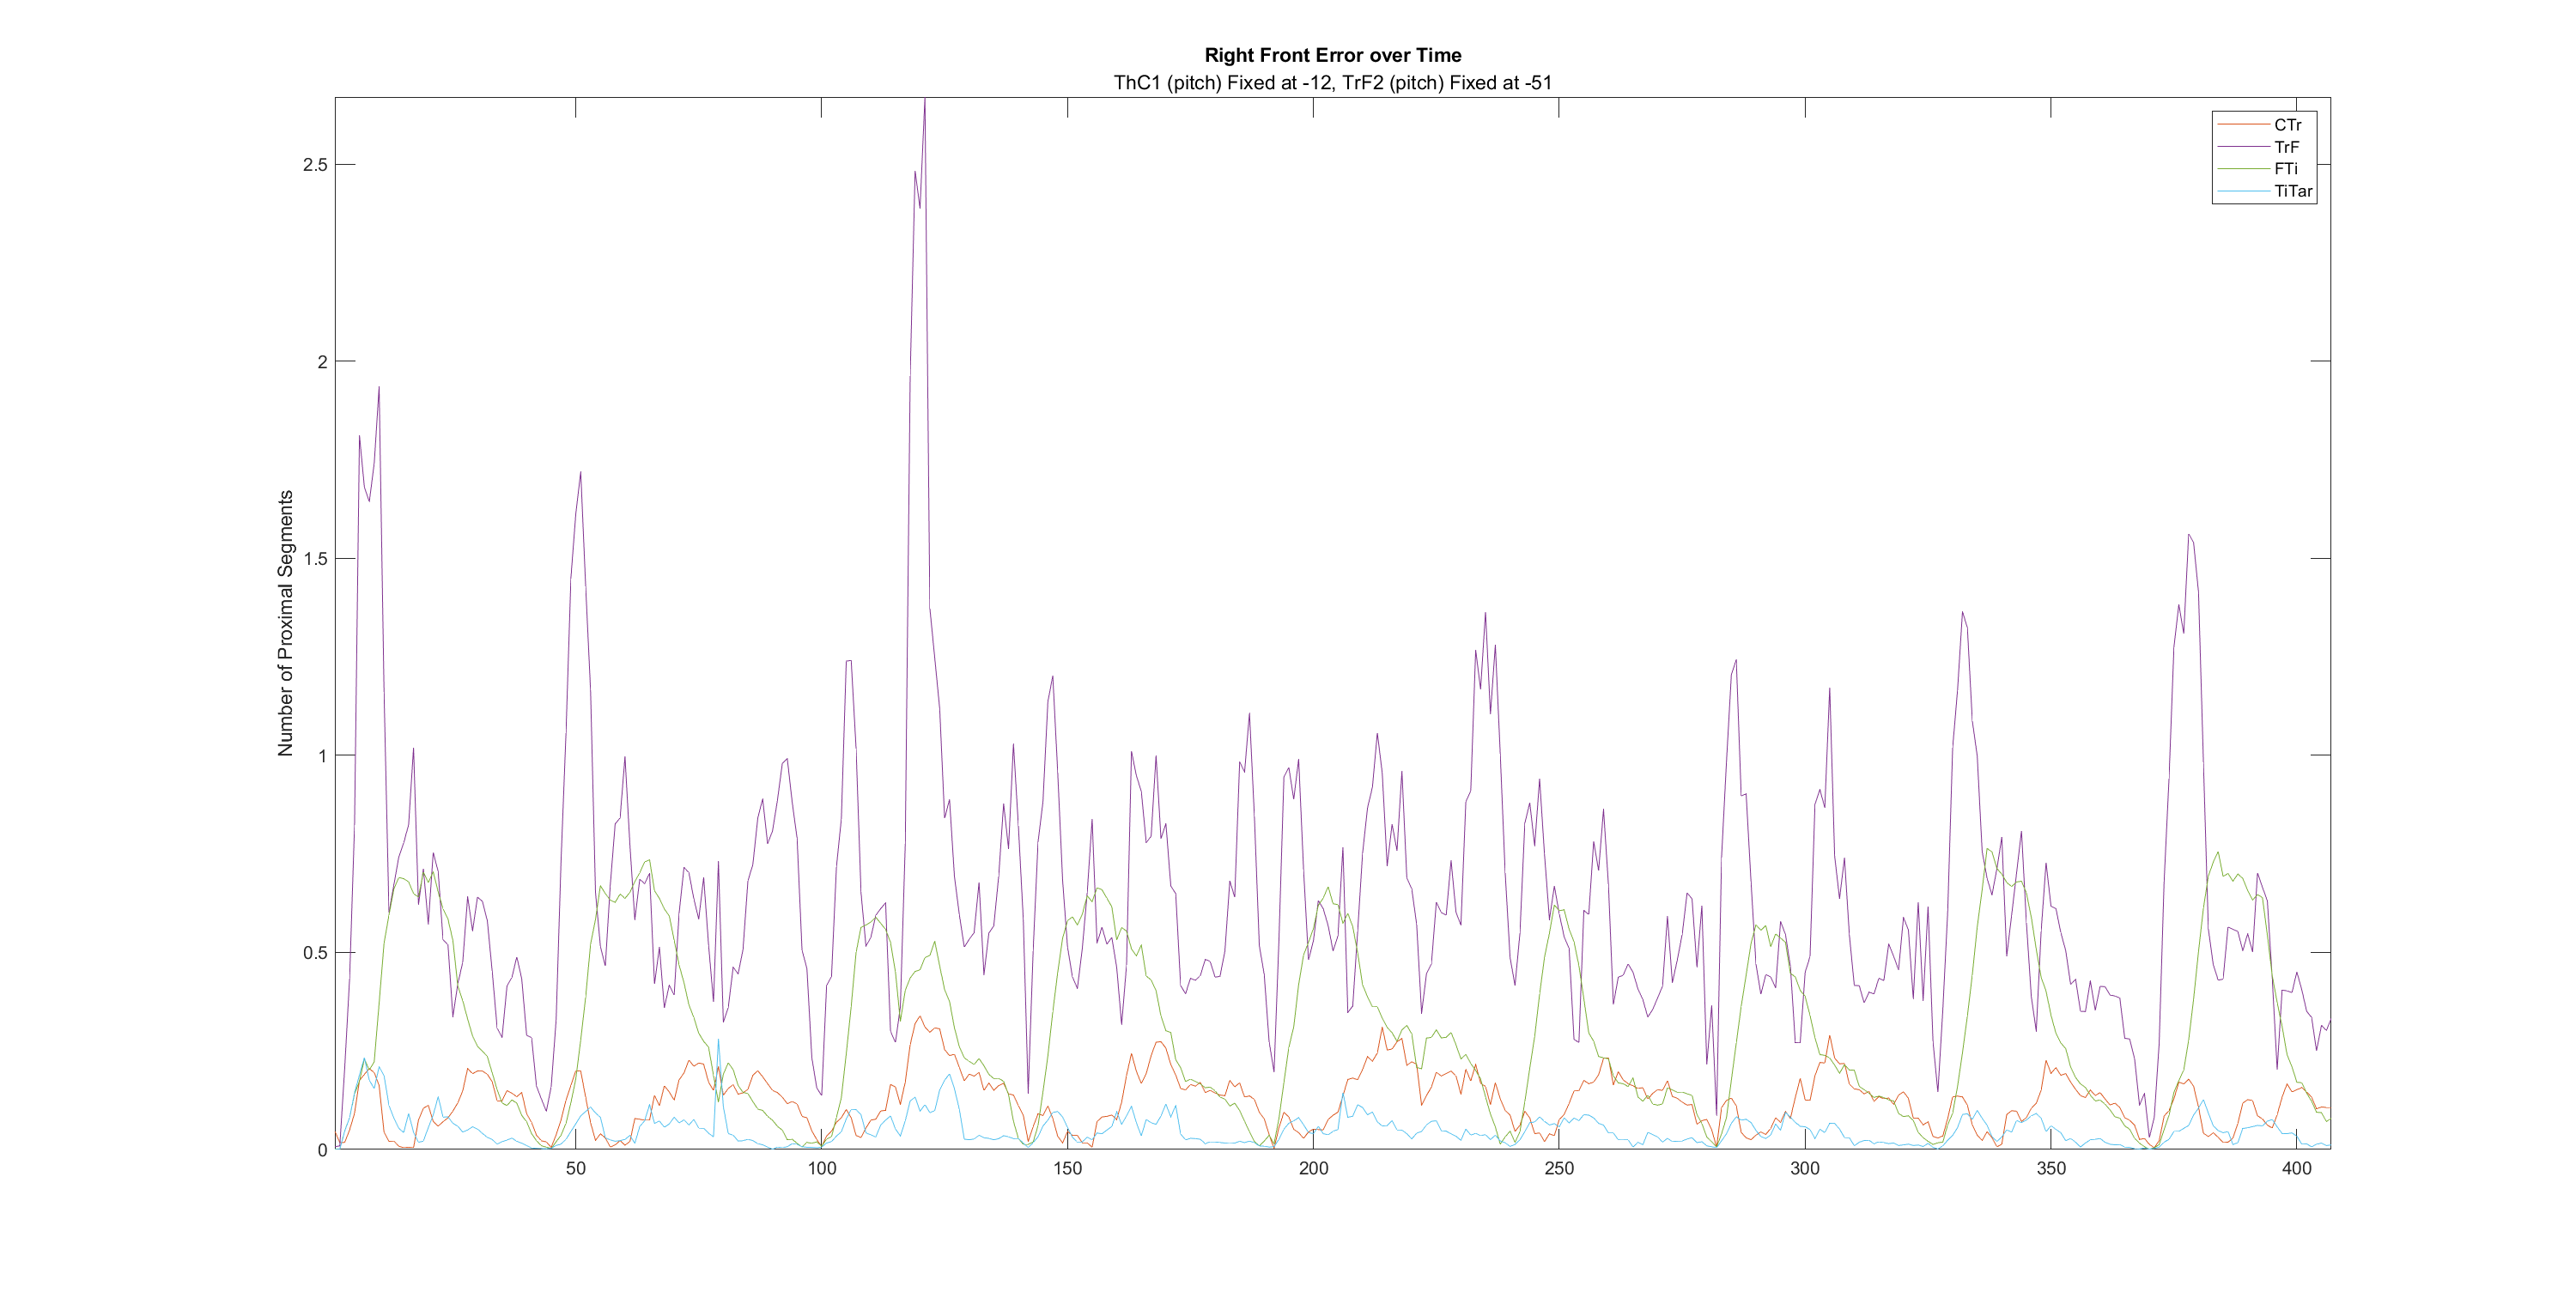 Right Front Error over Time
ThC1 (pitch) Fixed at -12, TrF2 (pitch) Fixed at -51
CTr
TrF
FTi
TiTar
Number of Proximal Segments
2.5
2
1.5
1
0.5
0
50
100
150
200
250
300
350
400